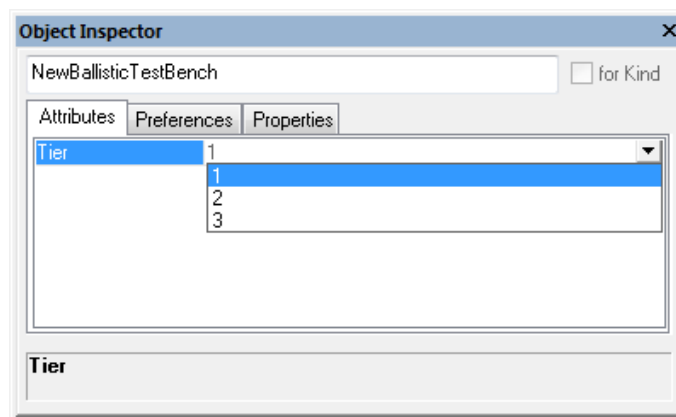 Object Inspector
NewBallisticTestBench
for Kind
Attributes Preferences Properties
Tier 1
1
2
3
Tier